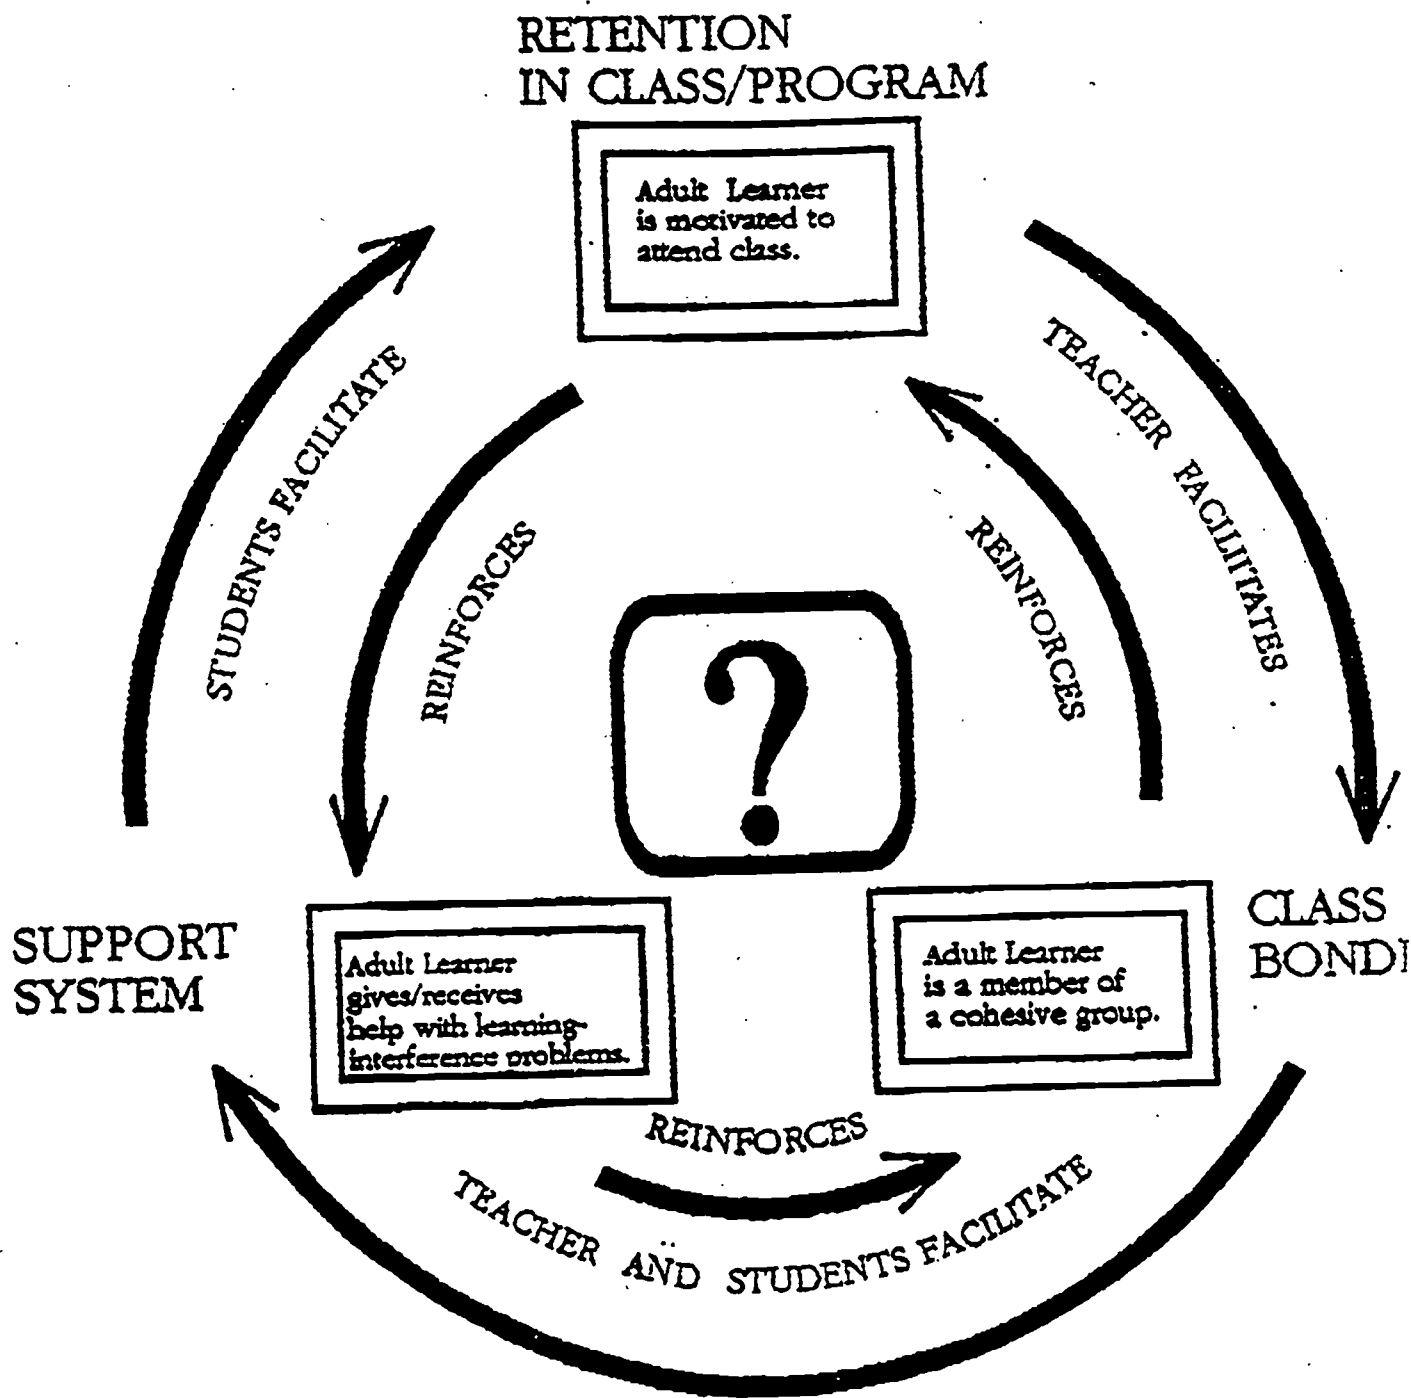 RETENTION
IN CLASS/PROGRAM
Adult Learner
is motivated to
attend class.
STUDENTS FACILITATE
REINFORCES
REINFORCES
TEACHER FACILIITATES
?
SUPPORT
SYSTEM
Adult Learner
gives/receives
help with learning-
interference problems.
Adult Learner
is a member of
a cohesive group.
CLASS
BONDI
REINFORCES
TEACHER AND STUDENTS FACILITATE